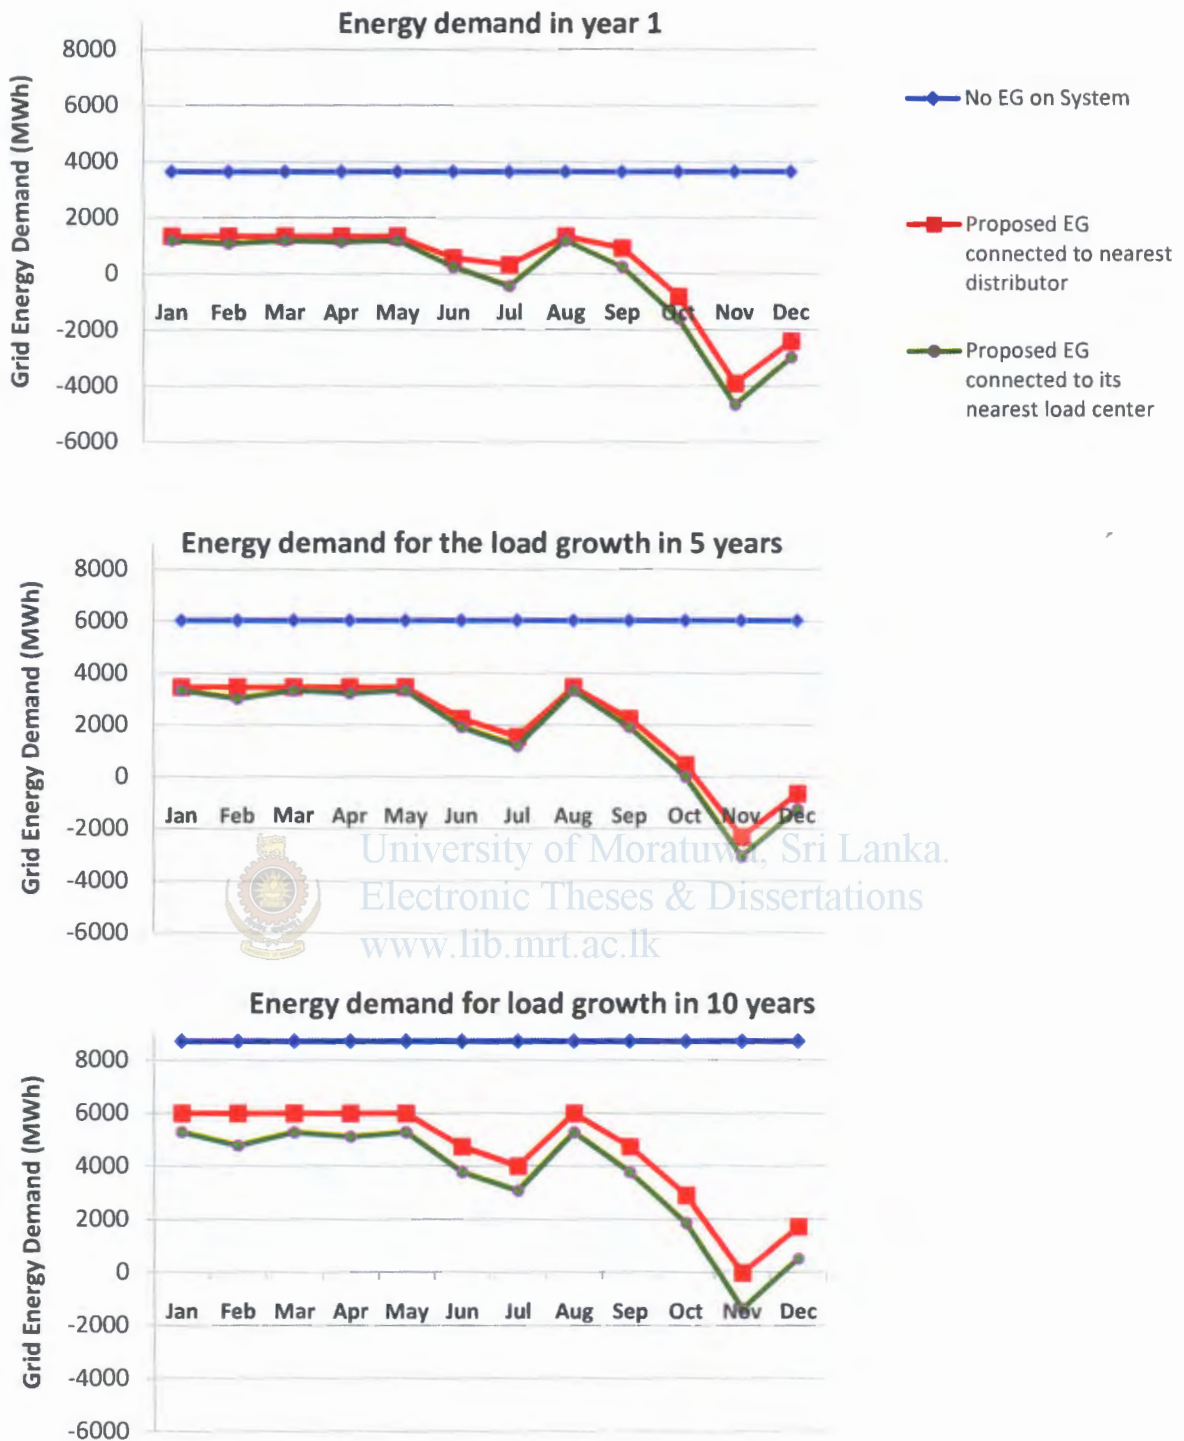 Energy demand in year 1
Grid Energy Demand (MWh)
8000
6000
4000
2000
0
-2000
-4000
-6000
Jan Feb Mar Apr May Jun Jul Aug Sep Oct Nov Dec
No EG on System
Proposed EG
connected to nearest
distributor
Proposed EG
connected to its
nearest load center
Energy demand for the load growth in 5 years
Grid Energy Demand (MWh)
8000
6000
4000
2000
0
-2000
-4000
-6000
Jan Feb Mar Apr May Jun Jul Aug Sep Oct Nov Dec
University of Moratuwa, Sri Lanka.
Electronic Theses & Dissertations
www.lib.mrt.ac.lk
Energy demand for load growth in 10 years
Grid Energy Demand (MWh)
8000
6000
4000
2000
0
-2000
-4000
-6000
Jan Feb Mar Apr May Jun Jul Aug Sep Oct Nov Dec